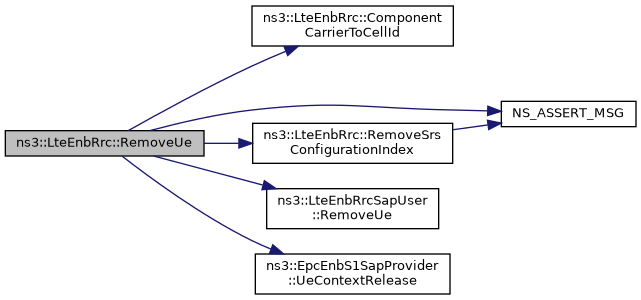 ns3::LteEnbRrc::RemoveUe
ns3::LteEnbRrc::Component
CarrierToCellId
NS_ASSERT_MSG
ns3::LteEnbRrc::RemoveSrs
ConfigurationIndex
ns3::LteEnbRrcSapUser
::RemoveUe
ns3::EpcEnbS1SapProvider
::UeContextRelease